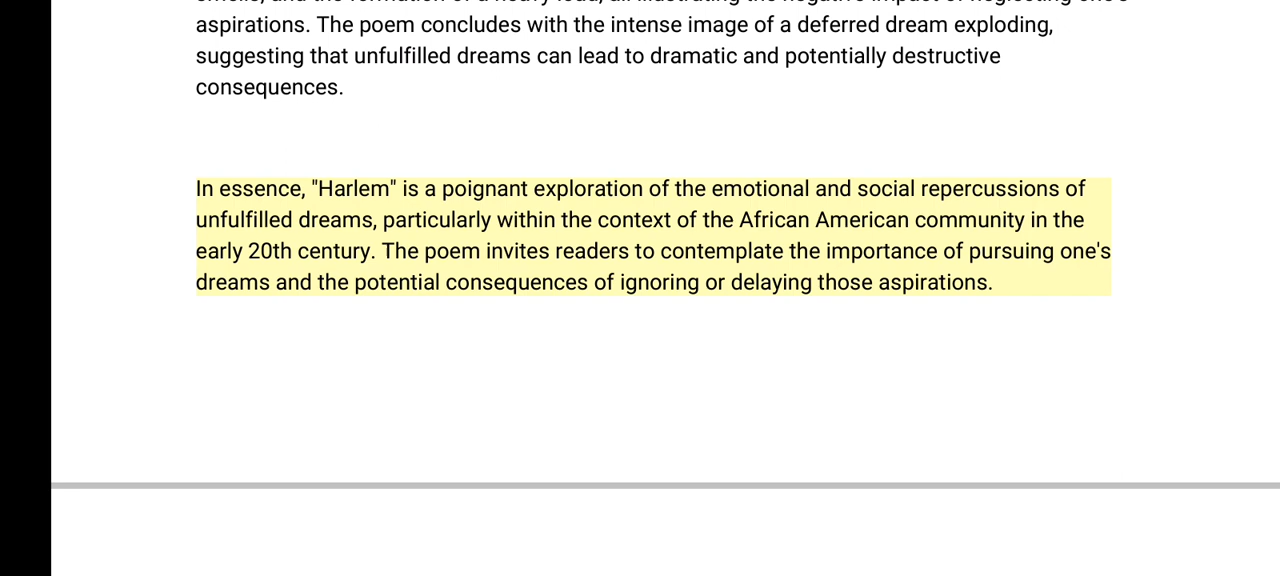 aspirations. The poem concludes with the intense image of a deferred dream exploding,
suggesting that unfulfilled dreams can lead to dramatic and potentially destructive
consequences.
In essence, "Harlem" is a poignant exploration of the emotional and social repercussions of
unfulfilled dreams, particularly within the context of the African American community in the
early 20th century. The poem invites readers to contemplate the importance of pursuing one's
dreams and the potential consequences of ignoring or delaying those aspirations.